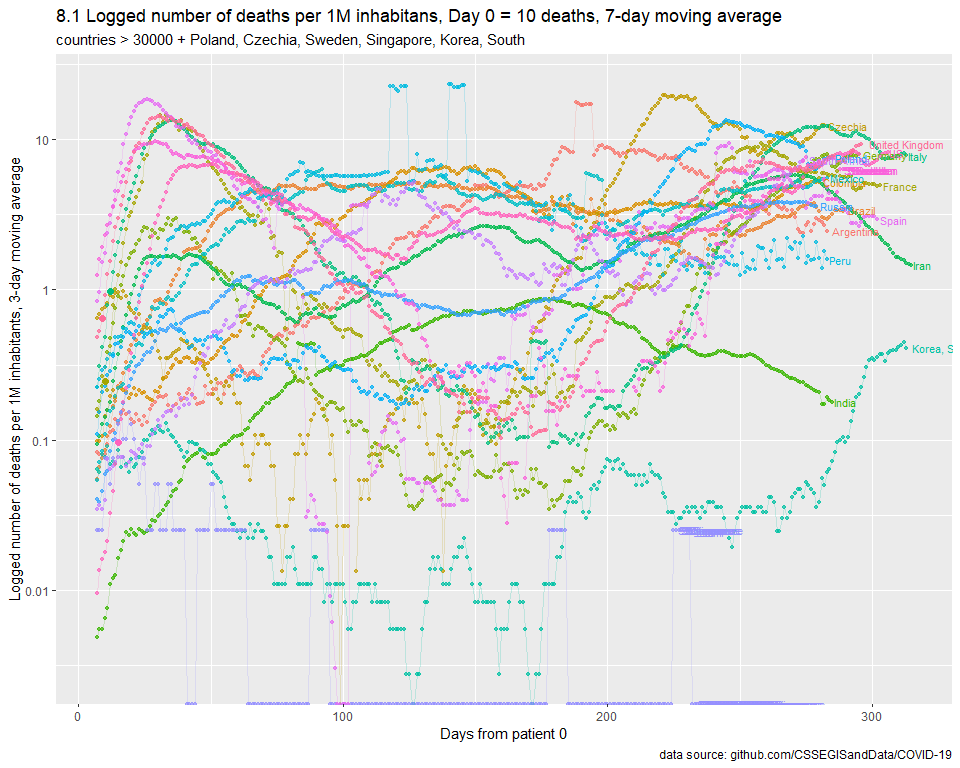 8.1 Logged number of deaths per 1M inhabitans, Day 0 = 10 deaths, 7-day moving average
countries > 30000 + Poland, Czechia, Sweden, Singapore, Korea, South
Logged number of deaths per 1M inhabitants, 3-day moving average
10
1
0.1
0.01
Czechia
United Kingdom
Germany
Italy
Poland
Mexico
Colombia
France
Russia
Brazil
Spain
Argentina
Peru
Iran
Korea, S
India
0
100
200
300
Days from patient 0
data source: github.com/CSSEGISandData/COVID-19